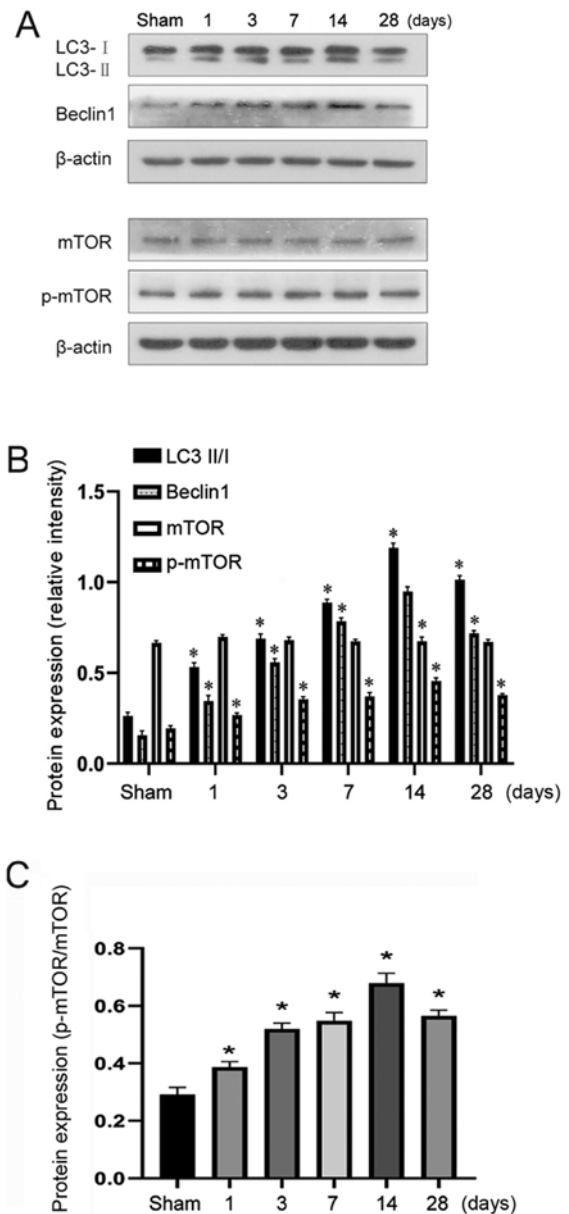 A
Sham 1 3 7 14 28 (days)
LC3- Ⅰ
LC3- Ⅱ
Beclin1
β-actin
mTOR
p-mTOR
β-actin
B
LC3 II/I
Beclin1
mTOR
p-mTOR
Protein expression (relative intensity)
1.5
1.0
0.5
0.0
* * * * * * * * * * * * * * *
Sham 1 3 7 14 28 (days)
C
Protein expression (p-mTOR/mTOR)
0.8
0.6
0.4
0.2
0.0
* * * * *
Sham 1 3 7 14 28 (days)